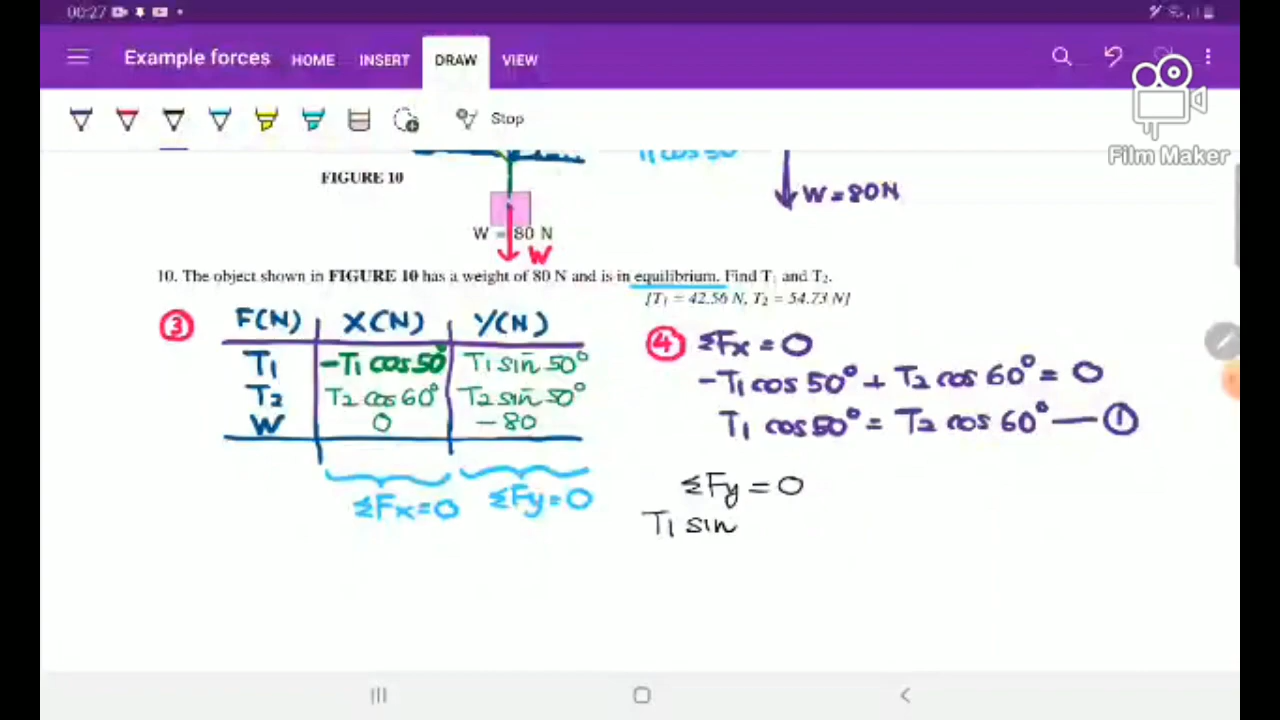 00:27
Example forces HOME INSERT DRAW VIEW
Stop
Film Maker
T1 cos 50°
FIGURE 10
W = 80N
W = 80 N
W
10. The object shown in FIGURE 10 has a weight of 80 N and is in equilibrium. Find T1 and T2.
[T1 = 42.56 N, T2 = 54.73 N]
③ F(N) X(N) Y(N)
T1 -T1 cos 50° T1 sin 50°
T2 T2 cos 60° T2 sin 50°
W 0 -80
ΣFx=0 ΣFy=0
④ ΣFx = 0
-T1 cos 50° + T2 cos 60° = 0
T1 cos 50° = T2 cos 60° — ①
ΣFy = 0
T1 sin